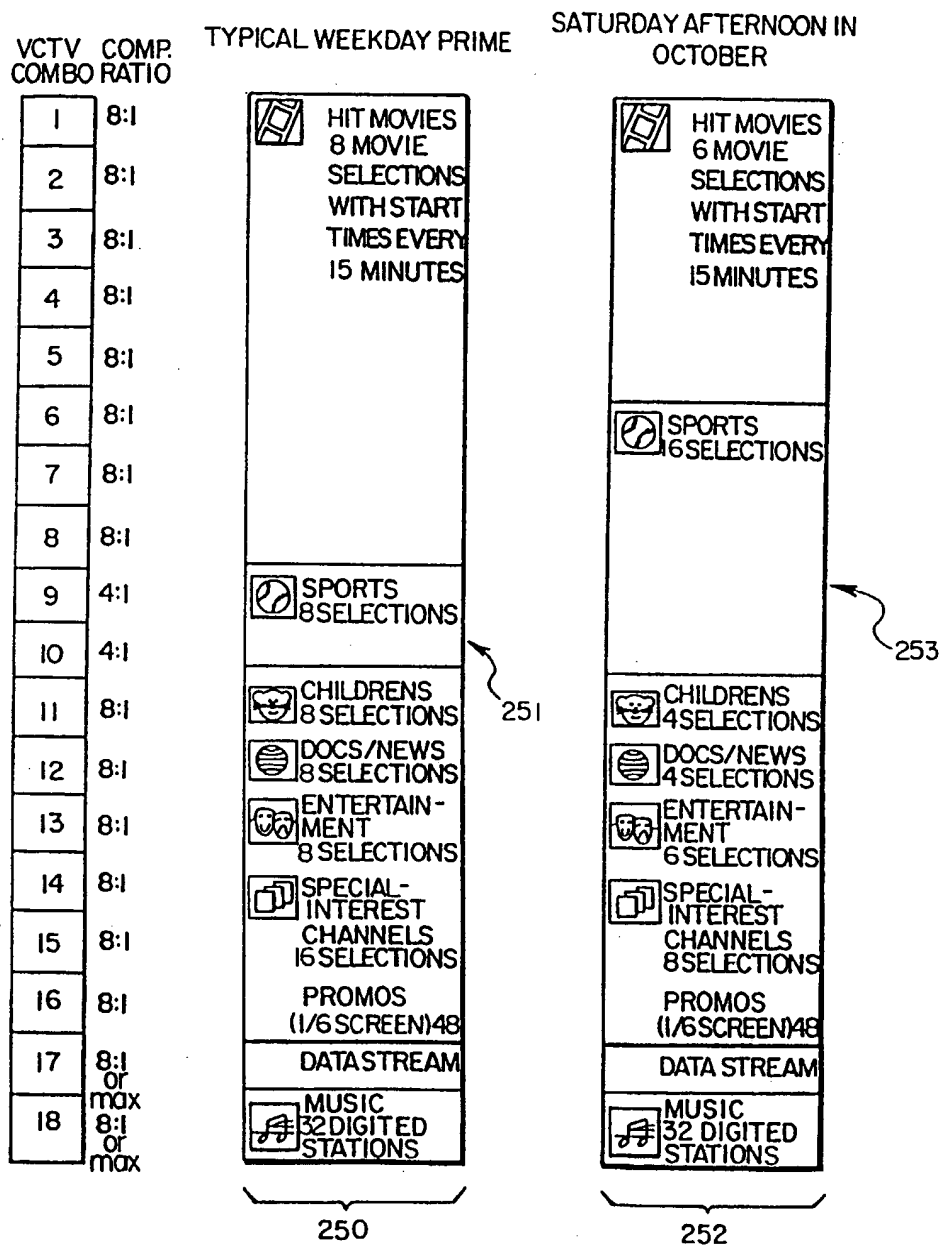 VCTV COMBO
COMP. RATIO
1 8:1
2 8:1
3 8:1
4 8:1
5 8:1
6 8:1
7 8:1
8 8:1
9 4:1
10 4:1
11 8:1
12 8:1
13 8:1
14 8:1
15 8:1
16 8:1
17 8:1
or
max
18 8:1
or
max
TYPICAL WEEKDAY PRIME
HIT MOVIES
8 MOVIE
SELECTIONS
WITH START
TIMES EVERY
15 MINUTES
SPORTS
8 SELECTIONS
251
CHILDRENS
8 SELECTIONS
DOCS/NEWS
8 SELECTIONS
ENTERTAIN-
MENT
8 SELECTIONS
SPECIAL-
INTEREST
CHANNELS
16 SELECTIONS
PROMOS
(1/6 SCREEN)48
DATA STREAM
MUSIC
32 DIGITED
STATIONS
250
SATURDAY AFTERNOON IN
OCTOBER
HIT MOVIES
6 MOVIE
SELECTIONS
WITH START
TIMES EVERY
15 MINUTES
SPORTS
16 SELECTIONS
253
CHILDRENS
4 SELECTIONS
DOCS/NEWS
4 SELECTIONS
ENTERTAIN-
MENT
6 SELECTIONS
SPECIAL-
INTEREST
CHANNELS
8 SELECTIONS
PROMOS
(1/6 SCREEN)48
DATA STREAM
MUSIC
32 DIGITED
STATIONS
252